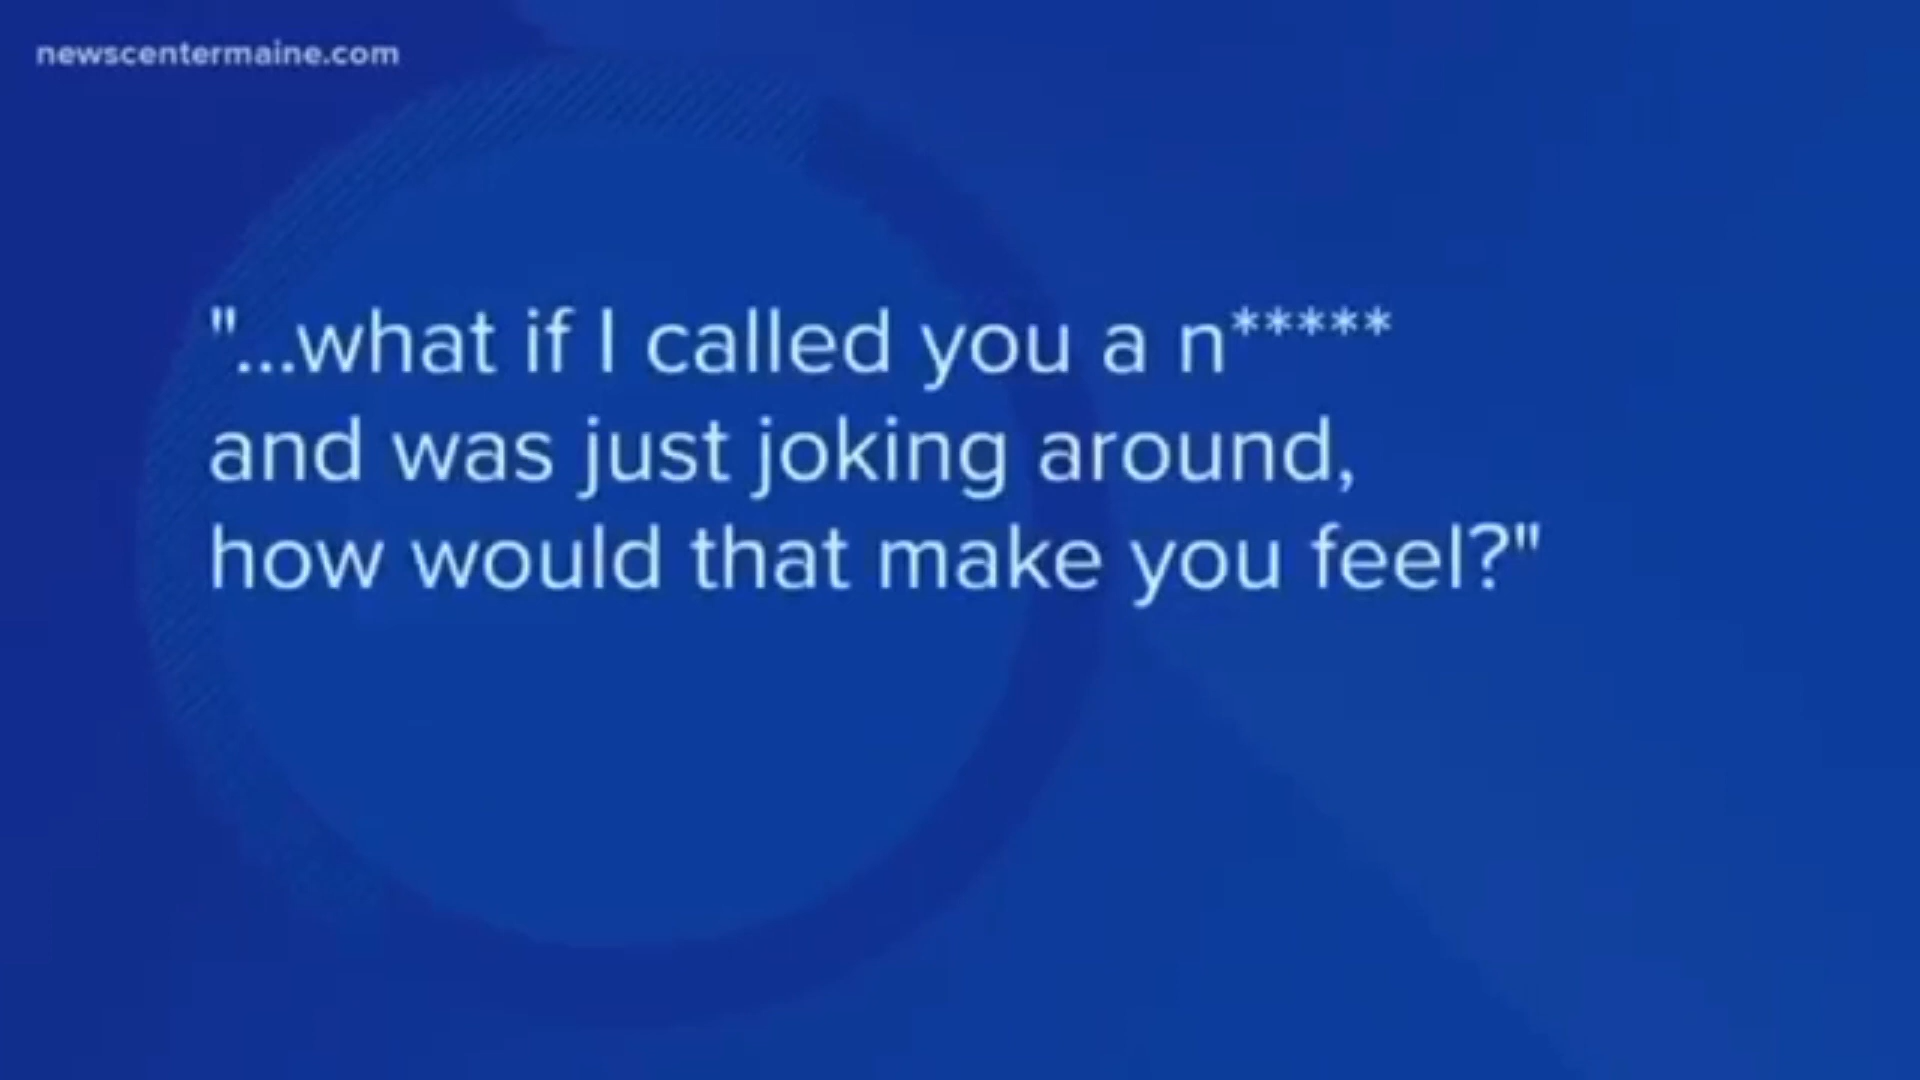 newscentermaine.com
"...what if I called you a n*****
and was just joking around,
how would that make you feel?"